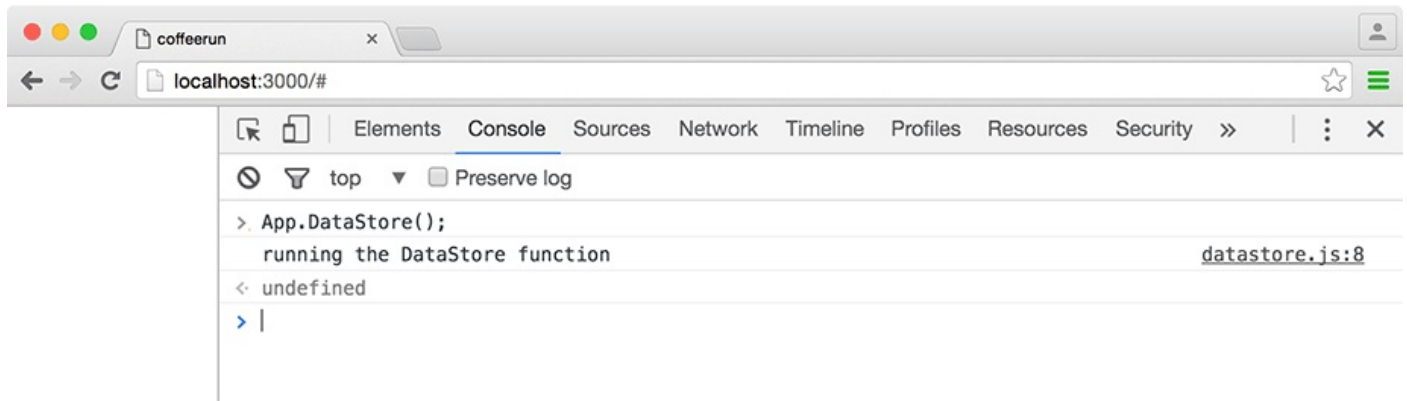 coffeerun
localhost:3000/#
Elements Console Sources Network Timeline Profiles Resources Security »
top ▼ Preserve log
> App.DataStore();
running the DataStore function datastore.js:8
<· undefined
>